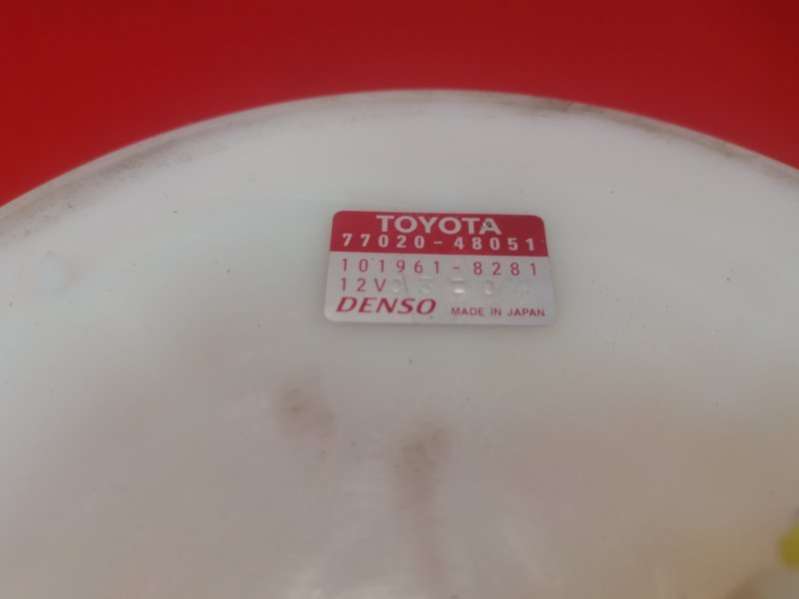 TOYOTA
77020-48051
101961-8281
12V
DENSO MADE IN JAPAN